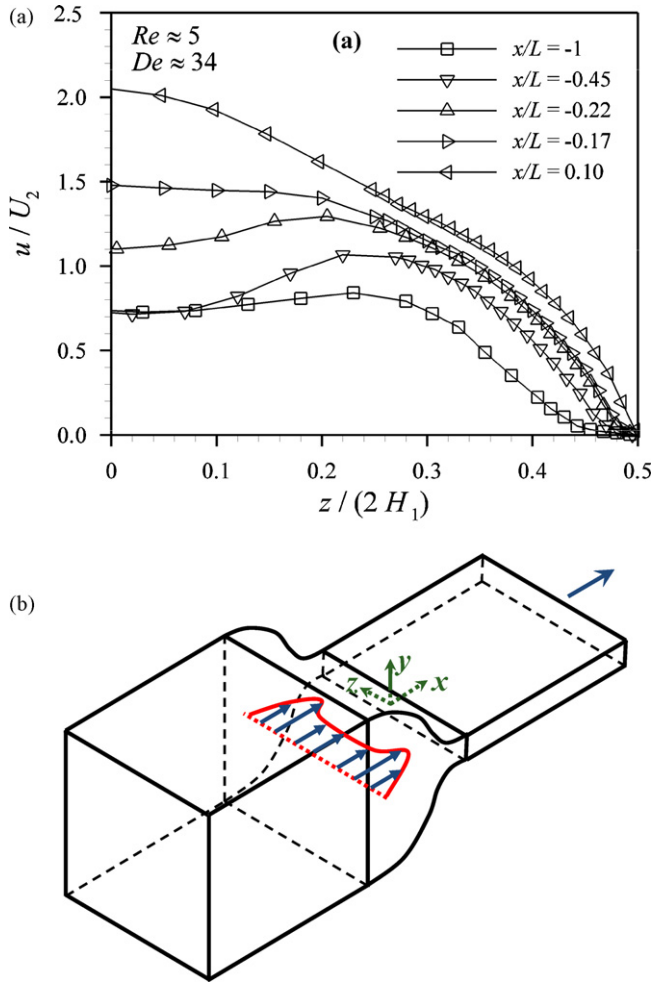 (a)
Re ≈ 5
De ≈ 34
(a)
x/L = -1
x/L = -0.45
x/L = -0.22
x/L = -0.17
x/L = 0.10
2.5
2.0
1.5
1.0
0.5
0.0
u / U₂
0
0.1
0.2
0.3
0.4
0.5
z / (2 H₁)
(b)
y
z
x